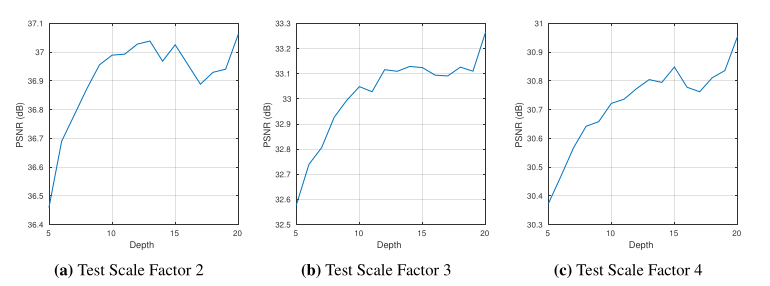 37.1
37
36.9
36.8
36.7
36.6
36.5
36.4
PSNR (dB)
5 10 15 20
Depth
(a) Test Scale Factor 2
33.3
33.2
33.1
33
32.9
32.8
32.7
32.6
32.5
PSNR (dB)
5 10 15 20
Depth
(b) Test Scale Factor 3
31
30.9
30.8
30.7
30.6
30.5
30.4
30.3
PSNR (dB)
5 10 15 20
Depth
(c) Test Scale Factor 4